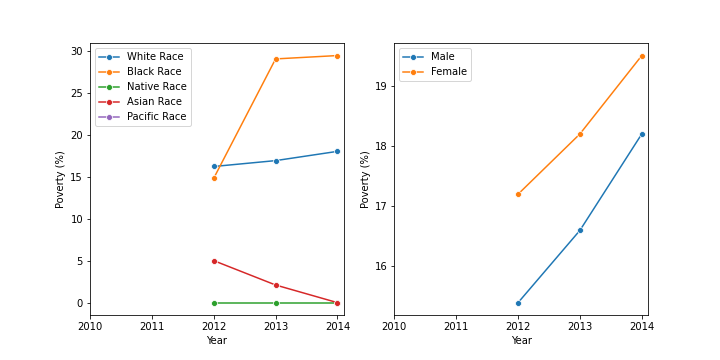 White Race
Black Race
Native Race
Asian Race
Pacific Race
Poverty (%)
30
25
20
15
10
5
0
2010 2011 2012 2013 2014
Year
Male
Female
Poverty (%)
19
18
17
16
2010 2011 2012 2013 2014
Year